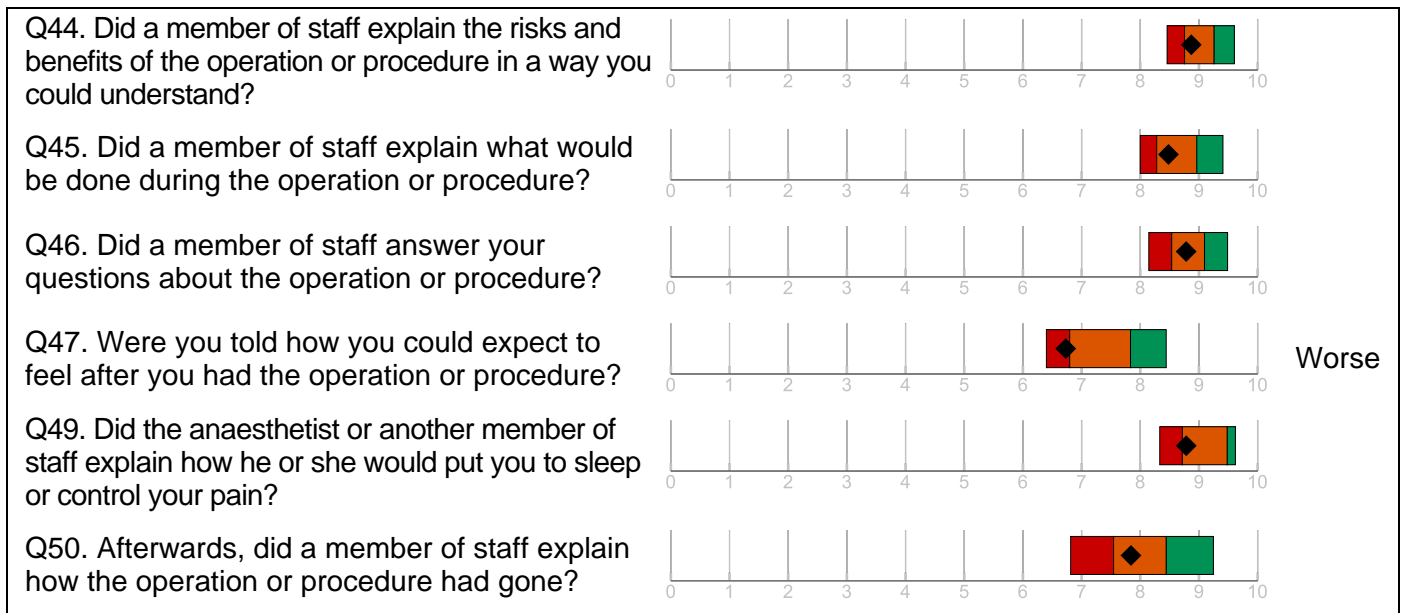 Q44. Did a member of staff explain the risks and
benefits of the operation or procedure in a way you
could understand?
0 1 2 3 4 5 6 7 8 9 10
Q45. Did a member of staff explain what would
be done during the operation or procedure?
0 1 2 3 4 5 6 7 8 9 10
Q46. Did a member of staff answer your
questions about the operation or procedure?
0 1 2 3 4 5 6 7 8 9 10
Q47. Were you told how you could expect to
feel after you had the operation or procedure?
Worse
0 1 2 3 4 5 6 7 8 9 10
Q49. Did the anaesthetist or another member of
staff explain how he or she would put you to sleep
or control your pain?
0 1 2 3 4 5 6 7 8 9 10
Q50. Afterwards, did a member of staff explain
how the operation or procedure had gone?
0 1 2 3 4 5 6 7 8 9 10